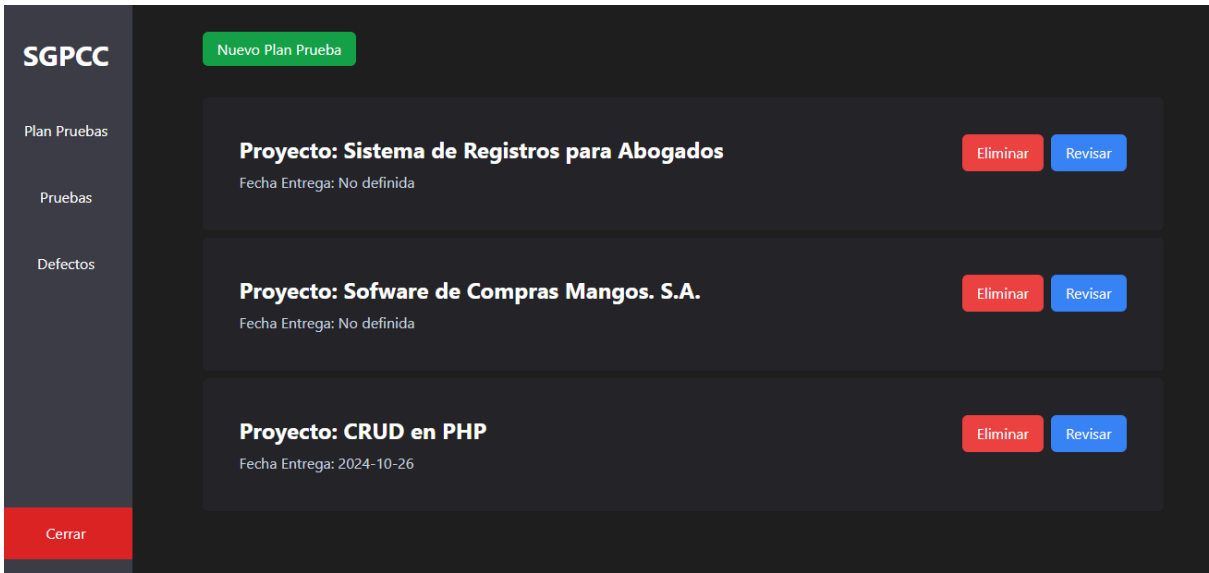 SGPCC
Plan Pruebas
Pruebas
Defectos
Cerrar
Nuevo Plan Prueba
Proyecto: Sistema de Registros para Abogados
Fecha Entrega: No definida
Eliminar
Revisar
Proyecto: Sofware de Compras Mangos. S.A.
Fecha Entrega: No definida
Eliminar
Revisar
Proyecto: CRUD en PHP
Fecha Entrega: 2024-10-26
Eliminar
Revisar